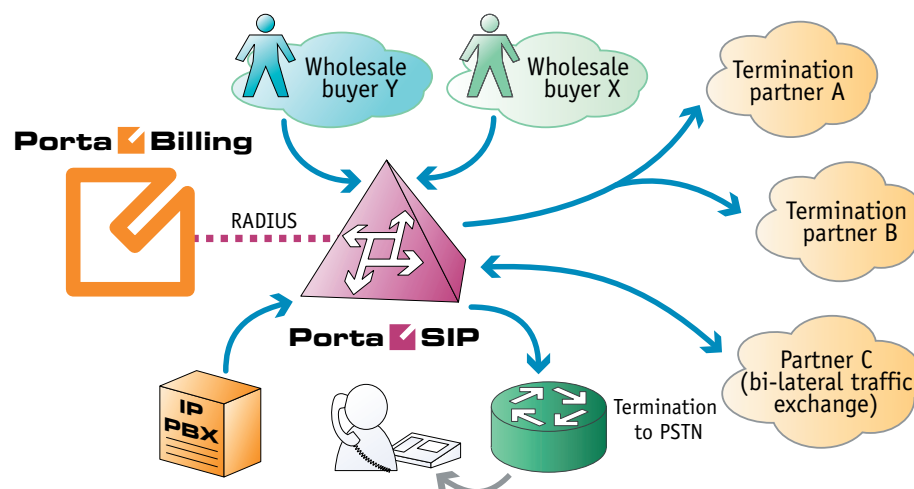 Wholesale
buyer Y
Wholesale
buyer X
Termination
partner A
Porta Billing
RADIUS
Termination
partner B
Porta SIP
Partner C
(bi-lateral traffic
exchange)
IP
PBX
Termination
to PSTN